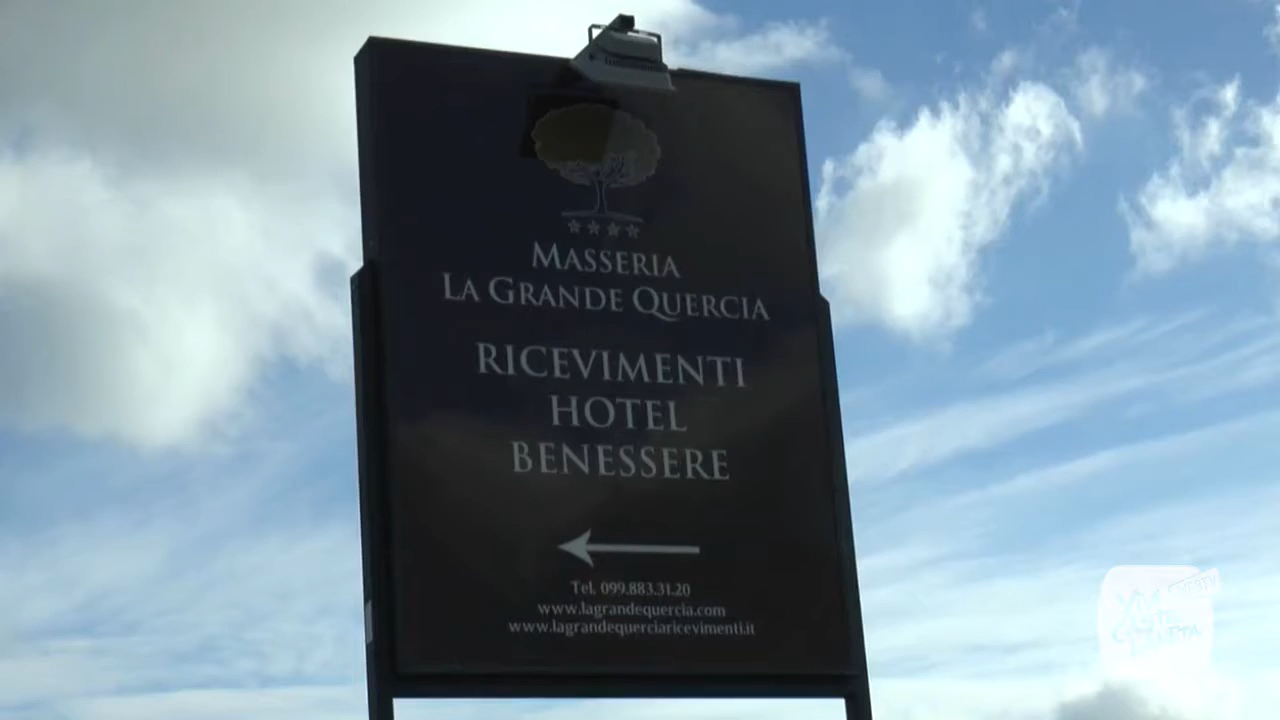 MASSERIA
LA GRANDE QUERCIA
RICEVIMENTI
HOTEL
BENESSERE
Tel. 099.883.31.20
www.lagrandequercia.com
www.lagrandequerciaricevimenti.it